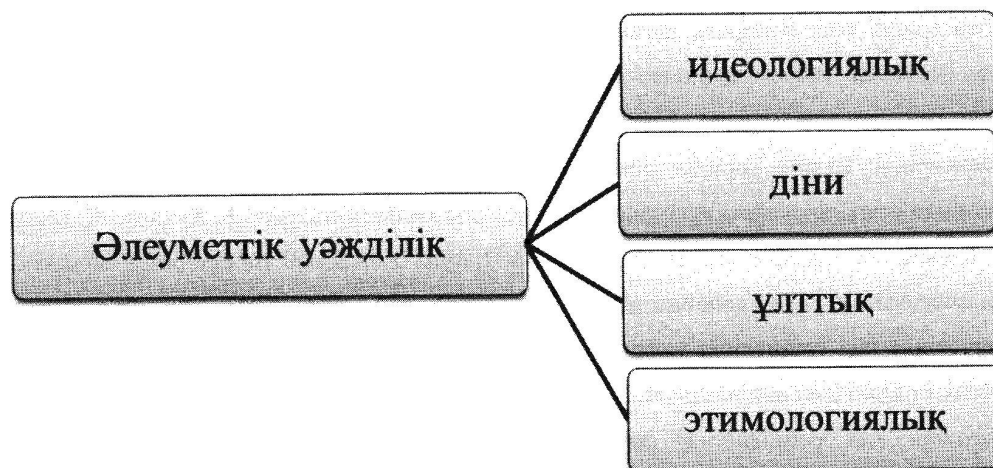 идеологиялық
діни
Әлеуметтік уәжділік
ұлттық
этимологиялық